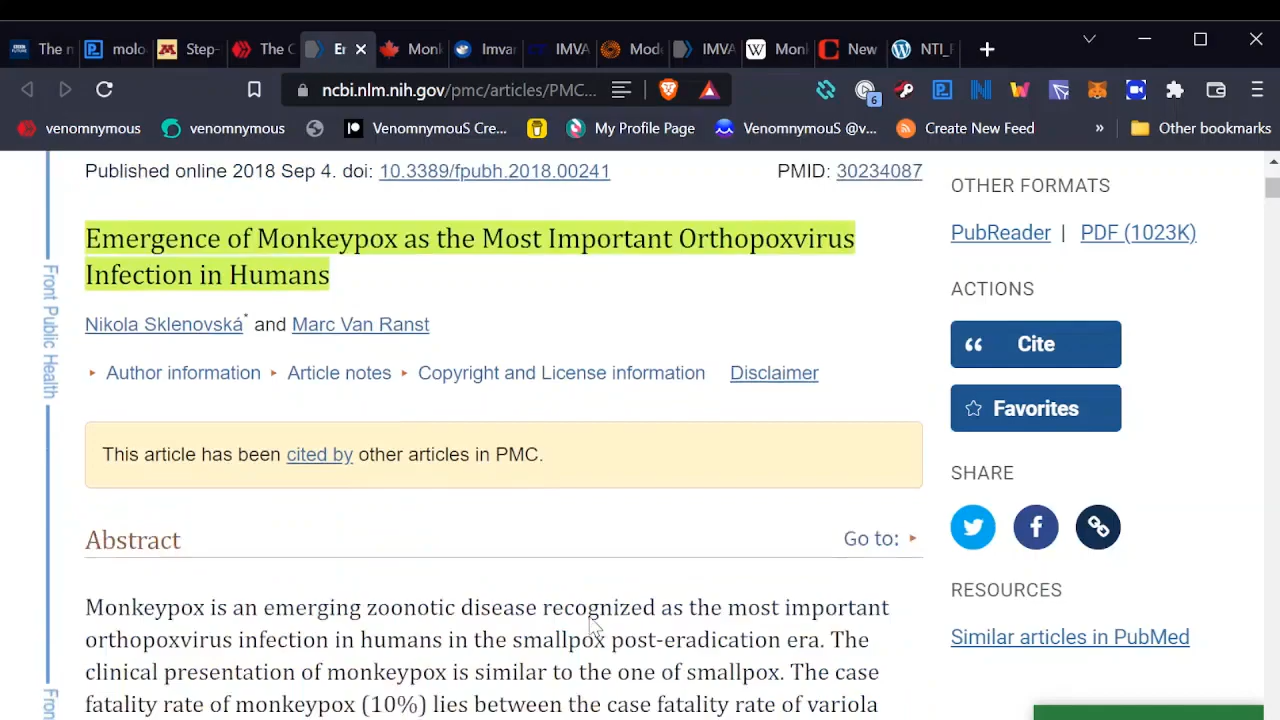 The n
molo
Step-
The C
Er
Monk
Imvar
IMVA
Mode
IMVA
Monk
New
NTI_F
ncbi.nlm.nih.gov/pmc/articles/PMC...
6
venomnymous
venomnymous
VenomnymouS Cre...
My Profile Page
VenomnymouS @v...
Create New Feed
»
Other bookmarks
Published online 2018 Sep 4. doi: 10.3389/fpubh.2018.00241
PMID: 30234087
Emergence of Monkeypox as the Most Important Orthopoxvirus
Infection in Humans
Nikola Sklenovská* and Marc Van Ranst
Author information
Article notes
Copyright and License information
Disclaimer
This article has been cited by other articles in PMC.
Abstract
Go to:
Monkeypox is an emerging zoonotic disease recognized as the most important
orthopoxvirus infection in humans in the smallpox post-eradication era. The
clinical presentation of monkeypox is similar to the one of smallpox. The case
fatality rate of monkeypox (10%) lies between the case fatality rate of variola
Front Public Health
Fron
OTHER FORMATS
PubReader | PDF (1023K)
ACTIONS
Cite
Favorites
SHARE
RESOURCES
Similar articles in PubMed